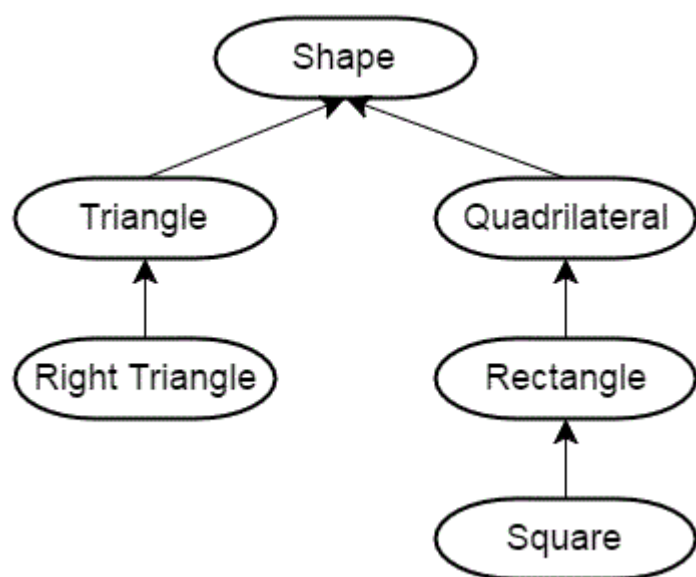 Shape
Triangle
Quadrilateral
Right Triangle
Rectangle
Square